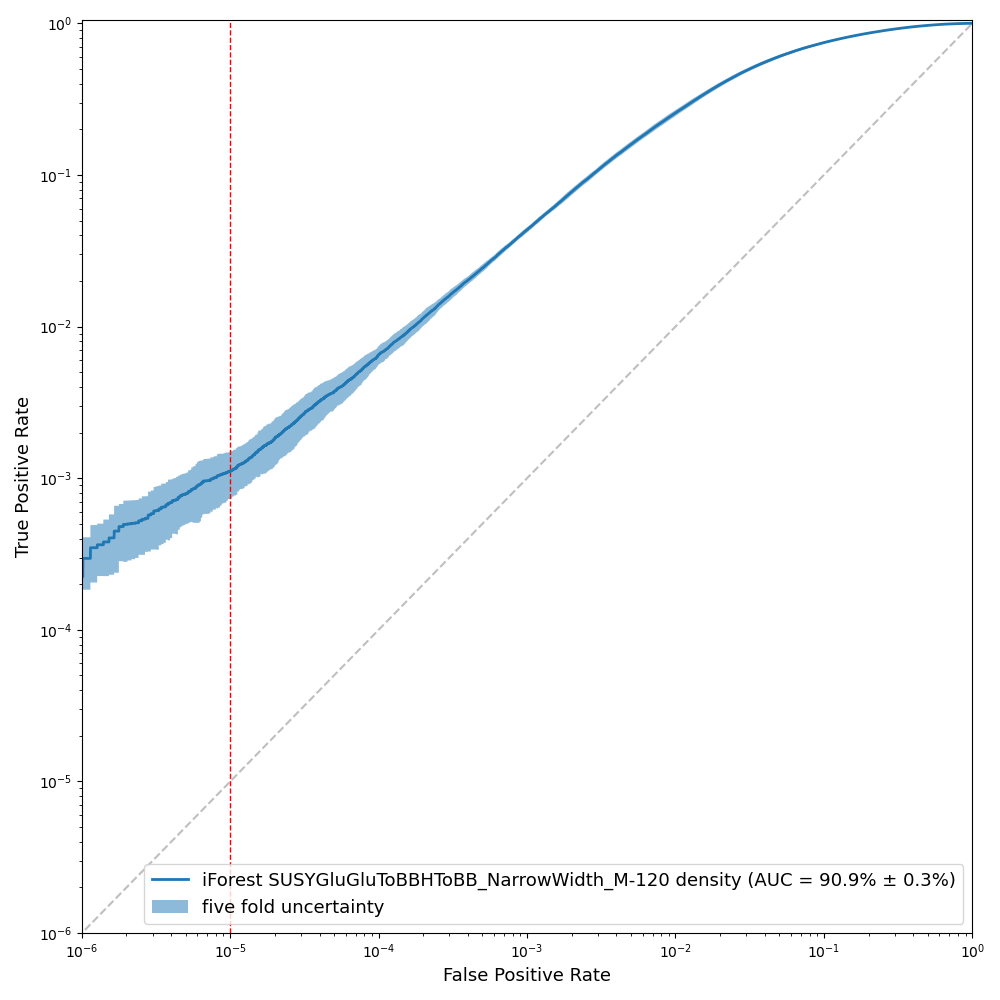 10⁰
10⁻¹
10⁻²
10⁻³
10⁻⁴
10⁻⁵
10⁻⁶
True Positive Rate
iForest SUSYGluGluToBBHToBB_NarrowWidth_M-120 density (AUC = 90.9% ± 0.3%)
five fold uncertainty
10⁻⁶ 10⁻⁵ 10⁻⁴ 10⁻³ 10⁻² 10⁻¹ 10⁰
False Positive Rate